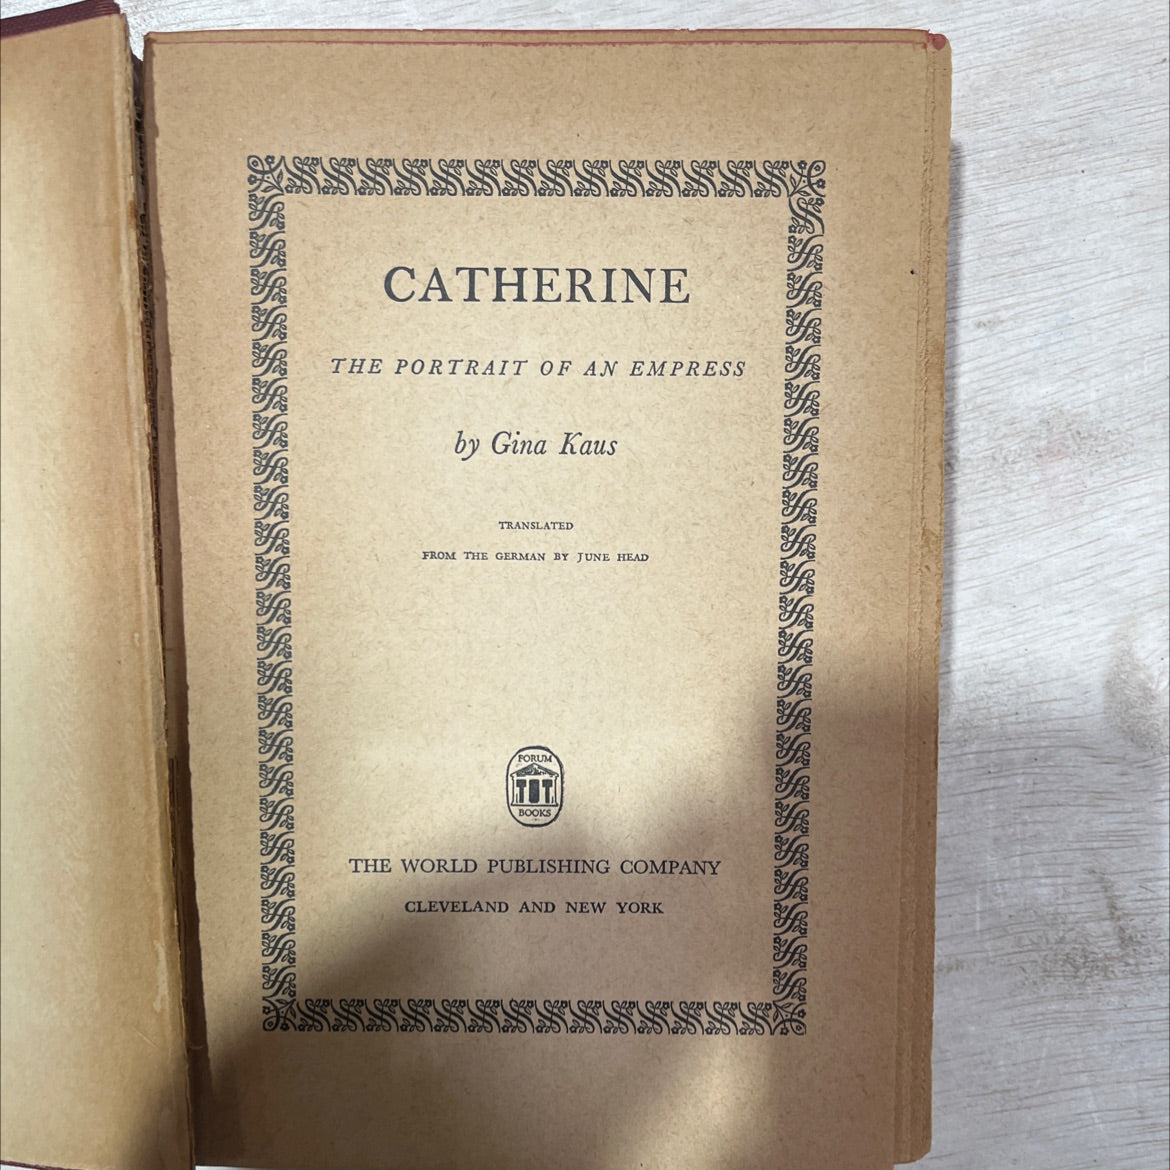 CATHERINE
THE PORTRAIT OF AN EMPRESS
by Gina Kaus
TRANSLATED
FROM THE GERMAN BY JUNE HEAD
FORUM
BOOKS
THE WORLD PUBLISHING COMPANY
CLEVELAND AND NEW YORK